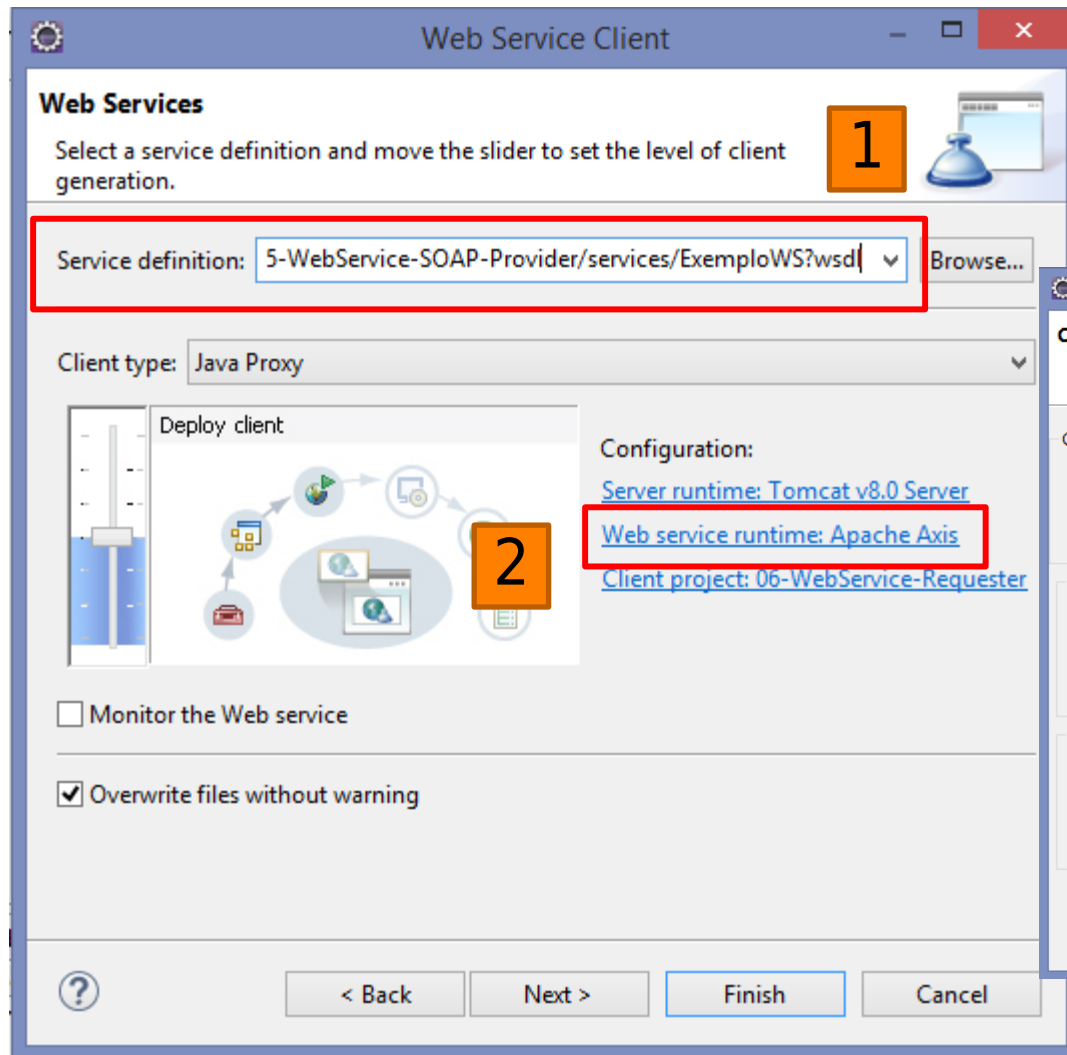 Web Service Client
Web Services
1
Select a service definition and move the slider to set the level of client
generation.
Service definition: 5-WebService-SOAP-Provider/services/ExemploWS?wsdl Browse...
Client type: Java Proxy
Deploy client
Configuration:
Server runtime: Tomcat v8.0 Server
Web service runtime: Apache Axis
2
Client project: 06-WebService-Requester
Monitor the Web service
Overwrite files without warning
? < Back Next > Finish Cancel